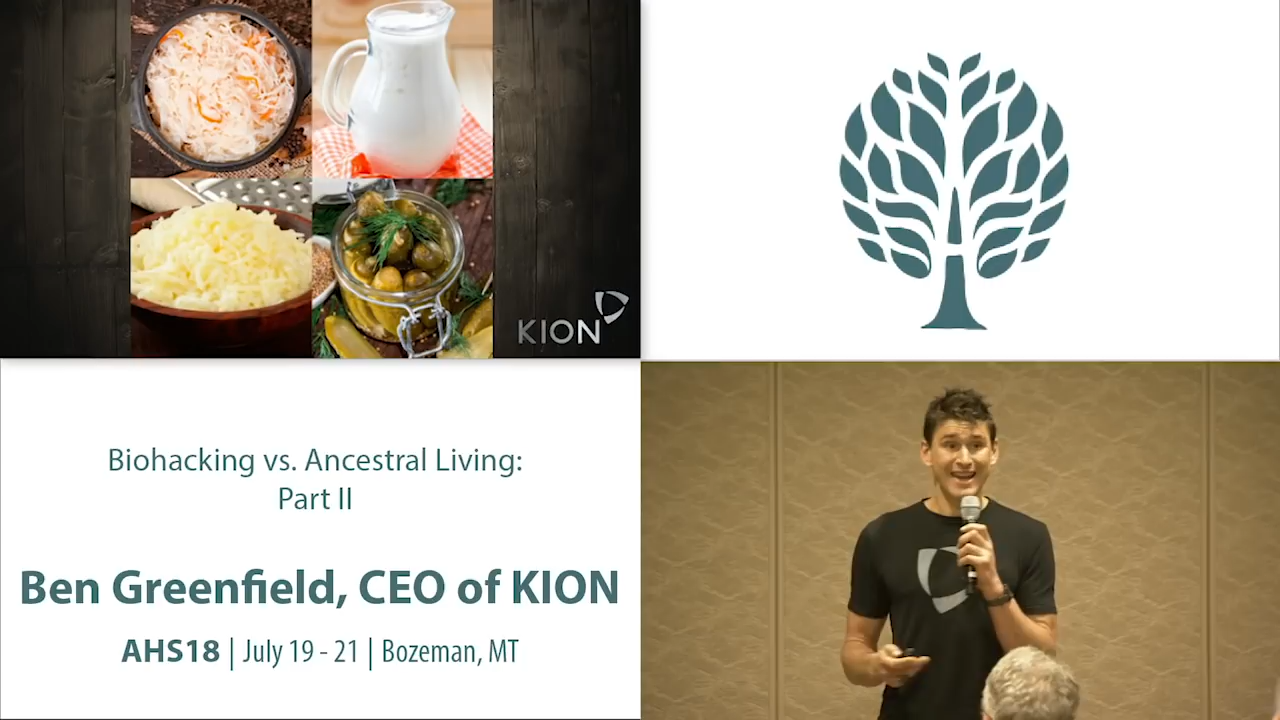 KION
Biohacking vs. Ancestral Living:
Part II
Ben Greenfield, CEO of KION
AHS18 | July 19 - 21 | Bozeman, MT